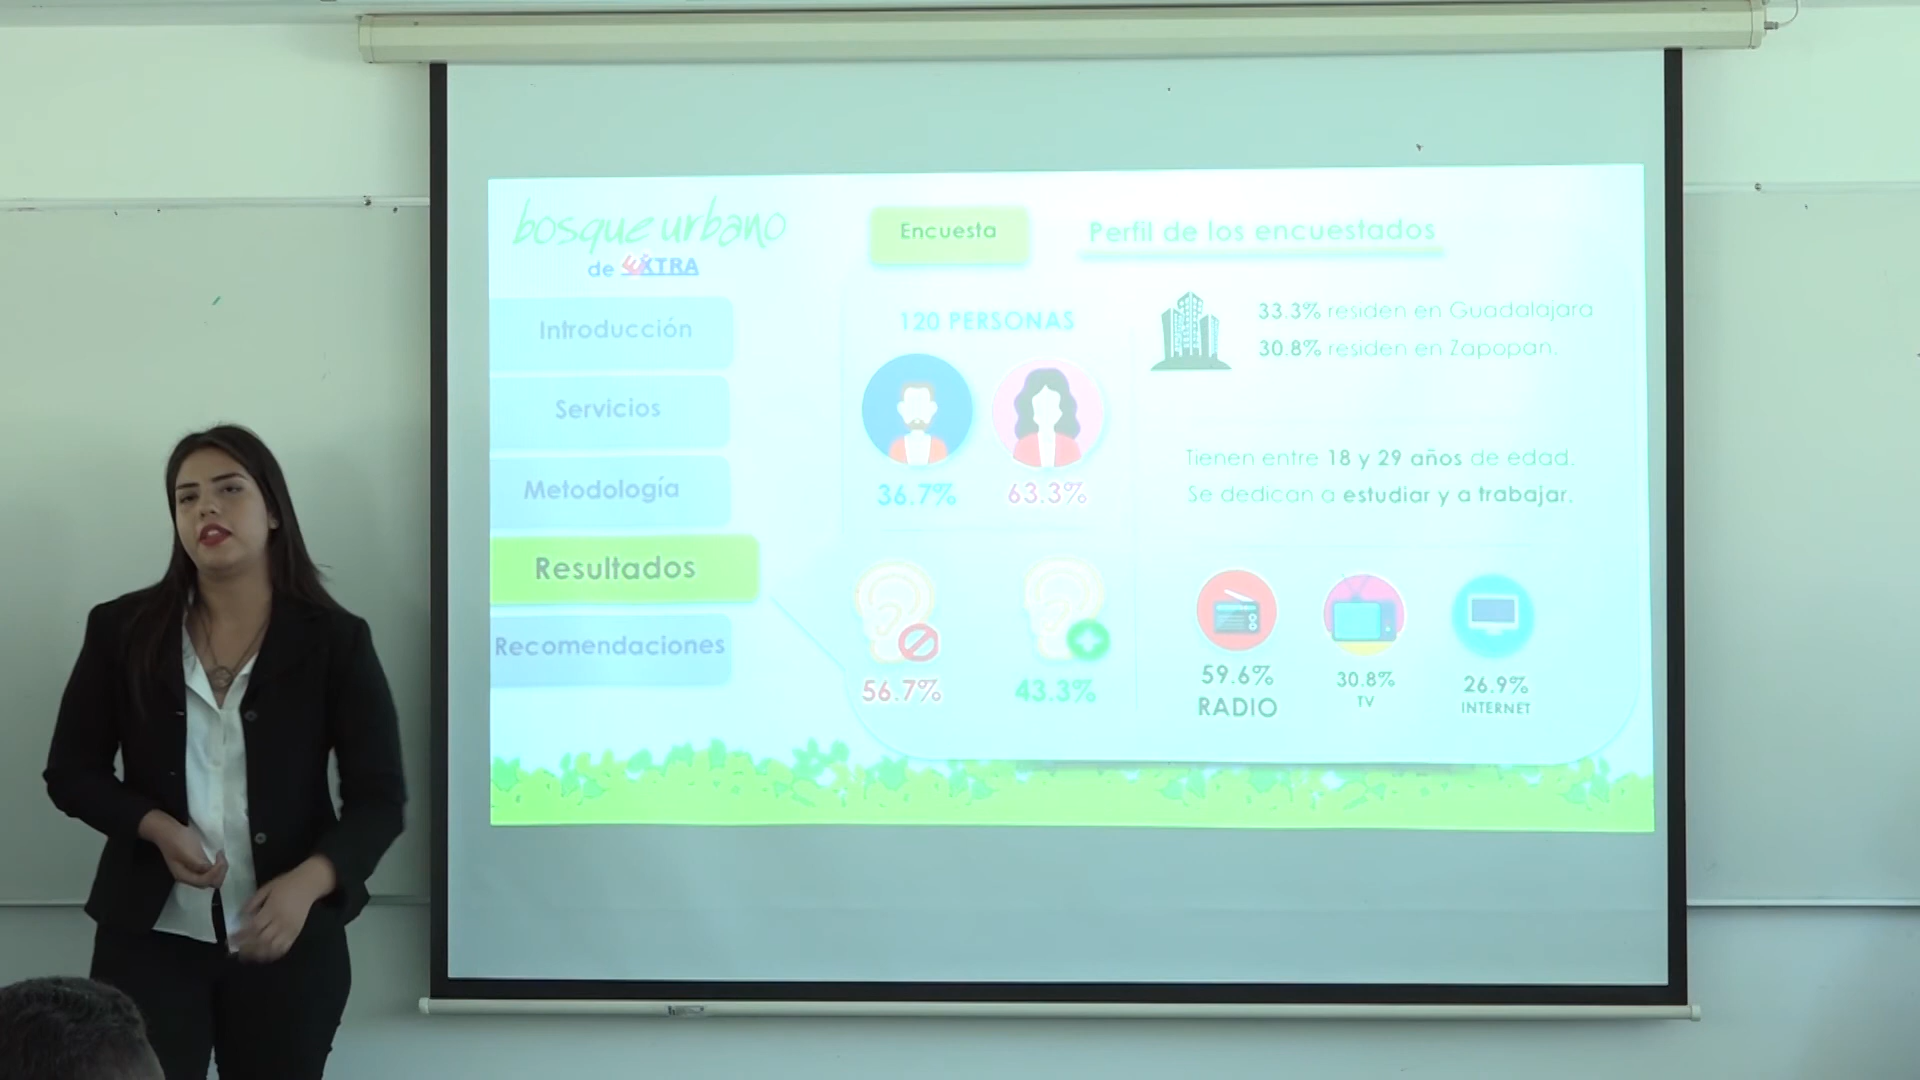 bosque urbano
de EXTRA
Introducción
Servicios
Metodología
Resultados
Recomendaciones
Encuesta
Perfil de los encuestados
120 PERSONAS
36.7%
63.3%
56.7%
43.3%
33.3% residen en Guadalajara
30.8% residen en Zapopan.
Tienen entre 18 y 29 años de edad.
Se dedican a estudiar y a trabajar.
59.6%
RADIO
30.8%
TV
26.9%
INTERNET